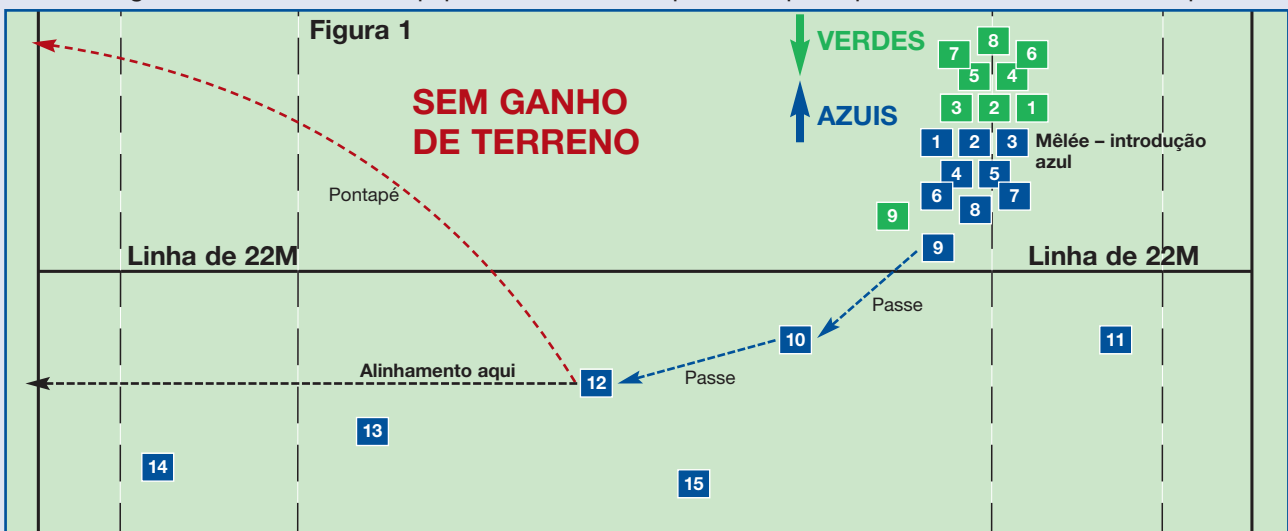 Figura 1
SEM GANHO
DE TERRENO
VERDES
AZUIS
8
7
6
5
4
3
2
1
1
2
3
Mêlée – introdução
azul
4
5
6
7
8
9
9
Pontapé
Linha de 22M
Linha de 22M
Passe
10
11
Alinhamento aqui
12
Passe
13
14
15